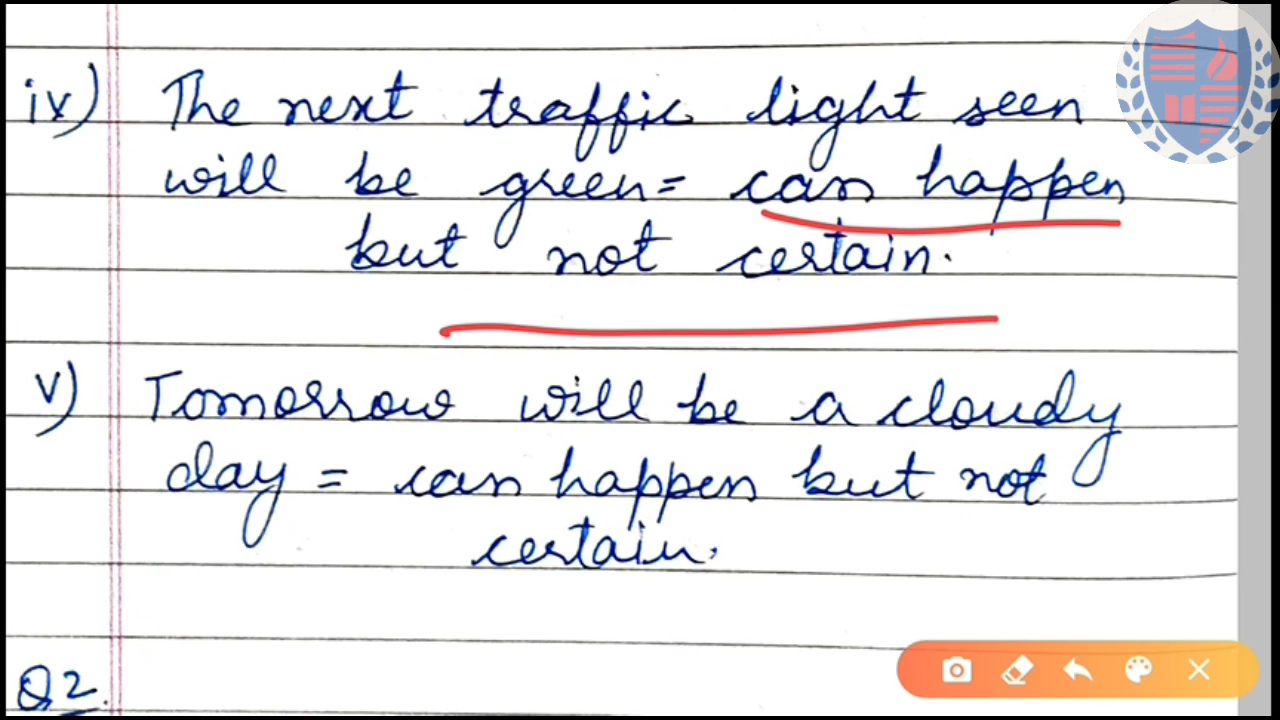 iv) The next traffic light seen
will be green= can happen
but not certain.
v) Tomorrow will be a cloudy
day = can happen but not
certain.
Q2.